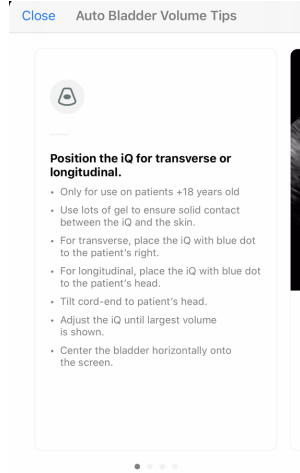 Close Auto Bladder Volume Tips
Position the iQ for transverse or
longitudinal.
• Only for use on patients +18 years old
• Use lots of gel to ensure solid contact
between the iQ and the skin.
• For transverse, place the iQ with blue dot
to the patient's right.
• For longitudinal, place the iQ with blue dot
to the patient's head.
• Tilt cord-end to patient's head.
• Adjust the iQ until largest volume
is shown.
• Center the bladder horizontally onto
the screen.